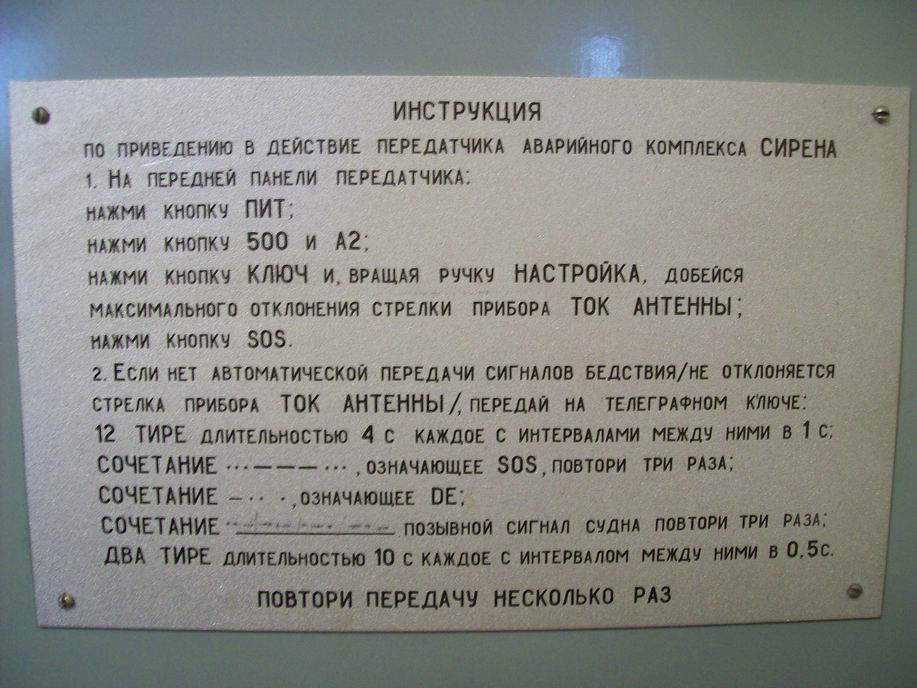 ИНСТРУКЦИЯ
ПО ПРИВЕДЕНИЮ В ДЕЙСТВИЕ ПЕРЕДАТЧИКА АВАРИЙНОГО КОМПЛЕКСА СИРЕНА
1. НА ПЕРЕДНЕЙ ПАНЕЛИ ПЕРЕДАТЧИКА:
НАЖМИ КНОПКУ ПИТ;
НАЖМИ КНОПКУ 500 И А2;
НАЖМИ КНОПКУ КЛЮЧ И, ВРАЩАЯ РУЧКУ НАСТРОЙКА, ДОБЕЙСЯ
МАКСИМАЛЬНОГО ОТКЛОНЕНИЯ СТРЕЛКИ ПРИБОРА ТОК АНТЕННЫ;
НАЖМИ КНОПКУ SOS.
2. ЕСЛИ НЕТ АВТОМАТИЧЕСКОЙ ПЕРЕДАЧИ СИГНАЛОВ БЕДСТВИЯ/НЕ ОТКЛОНЯЕТСЯ
СТРЕЛКА ПРИБОРА ТОК АНТЕННЫ/, ПЕРЕДАЙ НА ТЕЛЕГРАФНОМ КЛЮЧЕ:
12 ТИРЕ ДЛИТЕЛЬНОСТЬЮ 4 С КАЖДОЕ С ИНТЕРВАЛАМИ МЕЖДУ НИМИ В 1 С;
СОЧЕТАНИЕ ···———···, ОЗНАЧАЮЩЕЕ SOS, ПОВТОРИ ТРИ РАЗА;
СОЧЕТАНИЕ —·· ·, ОЗНАЧАЮЩЕЕ DE;
СОЧЕТАНИЕ ПОЗЫВНОЙ СИГНАЛ СУДНА ПОВТОРИ ТРИ РАЗА;
ДВА ТИРЕ ДЛИТЕЛЬНОСТЬЮ 10 С КАЖДОЕ С ИНТЕРВАЛОМ МЕЖДУ НИМИ В 0,5С.
ПОВТОРИ ПЕРЕДАЧУ НЕСКОЛЬКО РАЗ